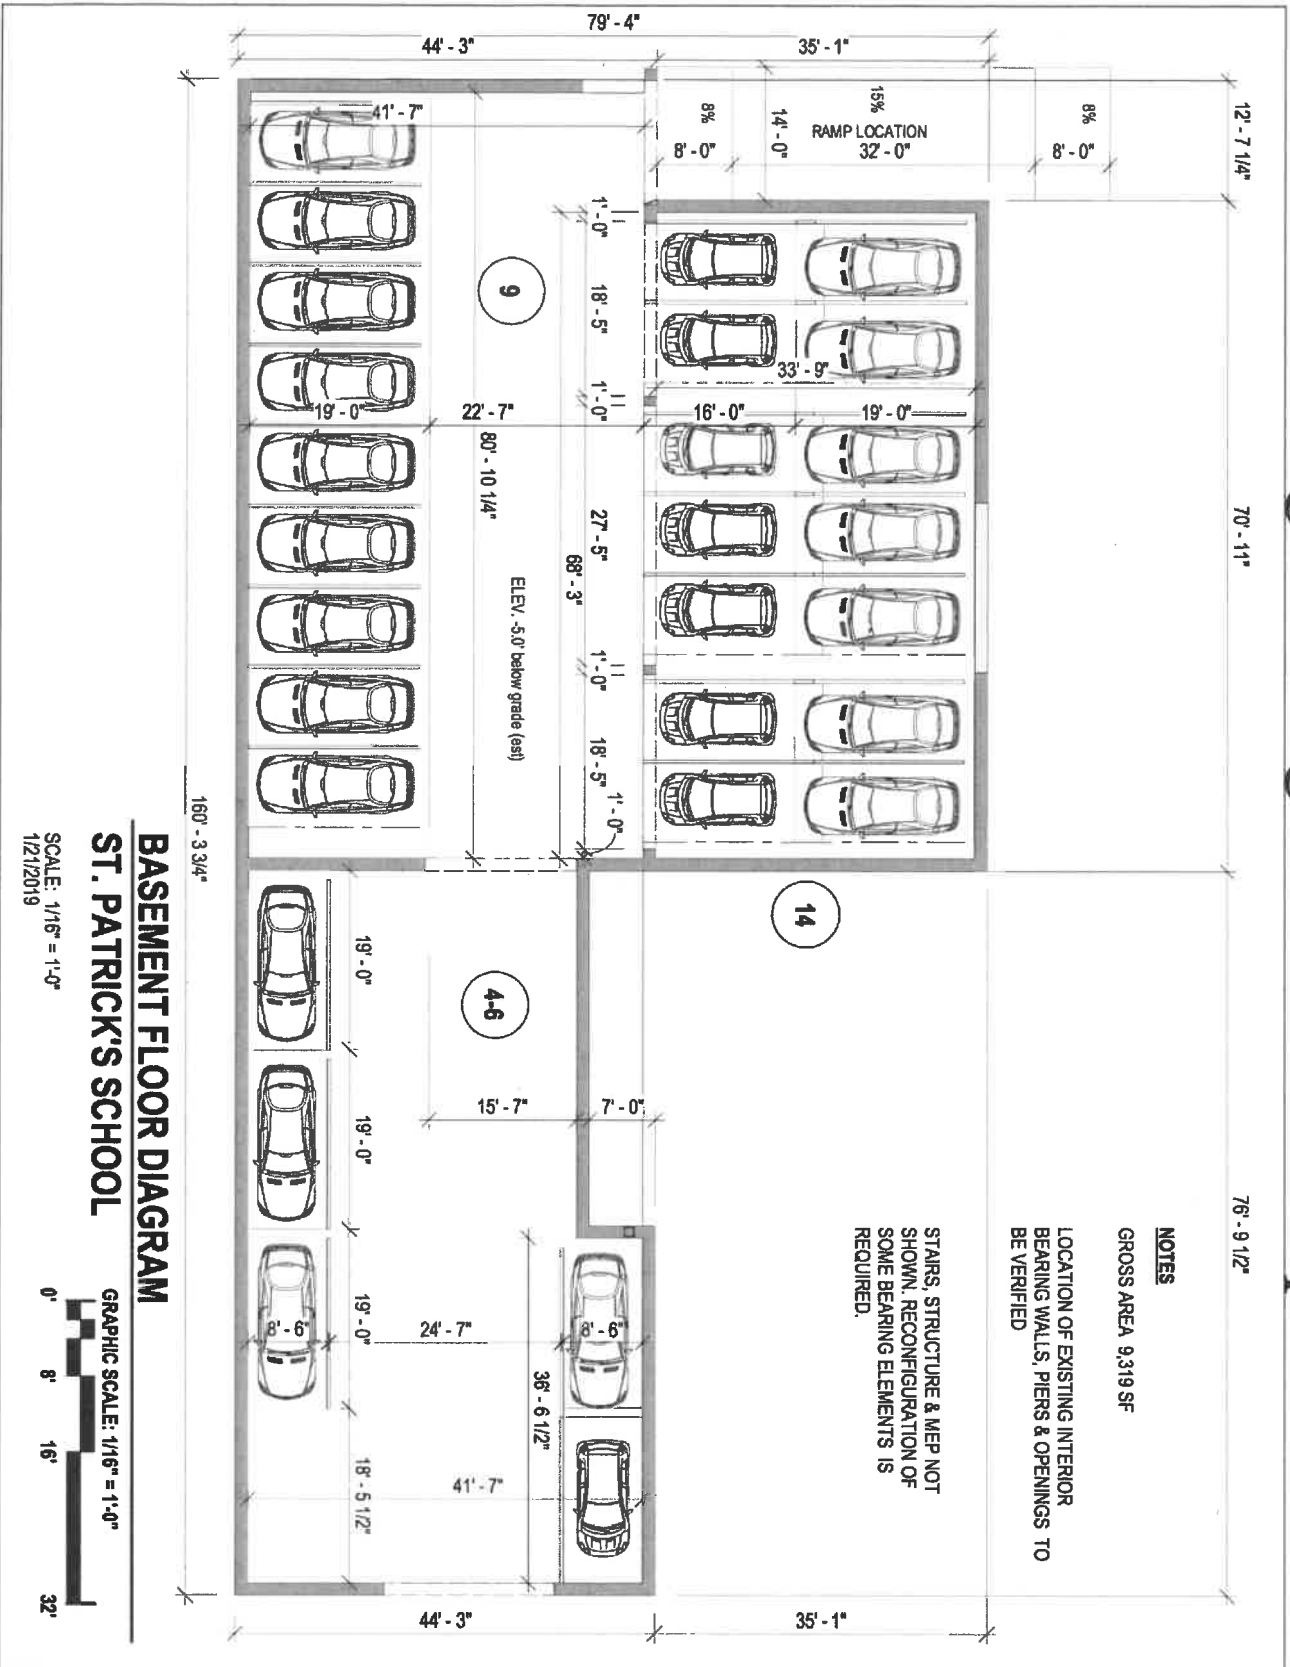 79' - 4"
44' - 3"
35' - 1"
12' - 7 1/4"
70' - 11"
76' - 9 1/2"
8%
8' - 0"
14' - 0"
15%
RAMP LOCATION
32' - 0"
8%
8' - 0"
41' - 7"
9
1' - 0"
18' - 5"
1' - 0"
33' - 9"
19' - 0"
22' - 7"
16' - 0"
19' - 0"
80' - 10 1/4"
27' - 5"
68' - 3"
ELEV. -5.0' below grade (est)
1' - 0"
18' - 5"
1' - 0"
14
160' - 3 3/4"
19' - 0"
4-6
15' - 7"
7' - 0"
19' - 0"
19' - 0"
8' - 6"
24' - 7"
8' - 6"
36' - 6 1/2"
18' - 5 1/2"
41' - 7"
44' - 3"
35' - 1"
NOTES
GROSS AREA 9,319 SF
LOCATION OF EXISTING INTERIOR
BEARING WALLS, PIERS & OPENINGS TO
BE VERIFIED
STAIRS, STRUCTURE & MEP NOT
SHOWN. RECONFIGURATION OF
SOME BEARING ELEMENTS IS
REQUIRED.
BASEMENT FLOOR DIAGRAM
ST. PATRICK'S SCHOOL
SCALE: 1/16" = 1'-0"
1/21/2019
GRAPHIC SCALE: 1/16" = 1'-0"
0'
8'
16'
32'